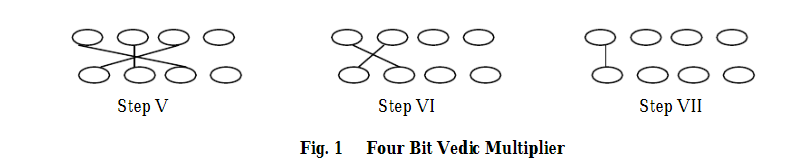 Step V Step VI Step VII
Fig. 1 Four Bit Vedic Multiplier